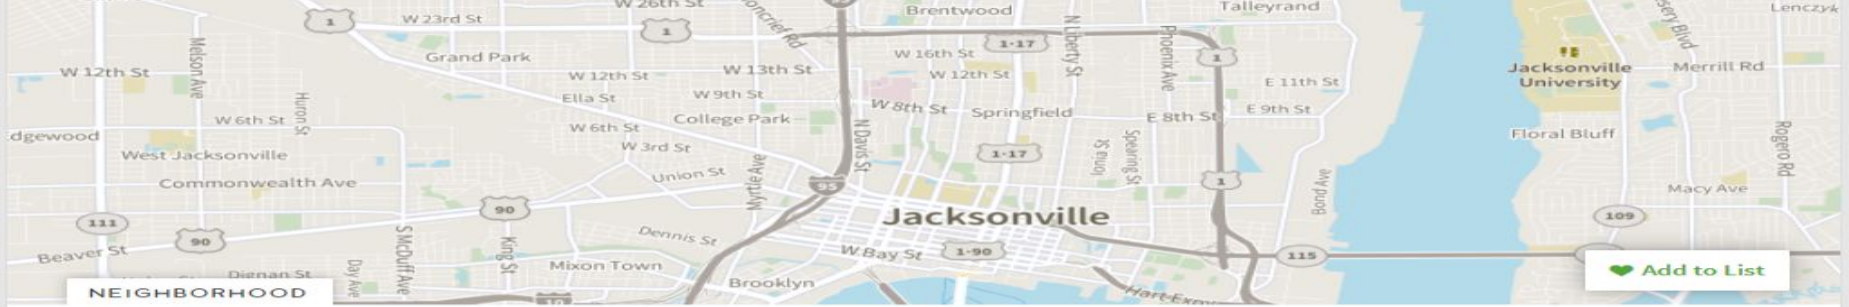 W 26th St
Talleyrand
Lenczyk
Brentwood
W 23rd St
1
1
1-17
1
W 16th St
Grand Park
Melson Ave
N Liberty St
Phoenix Ave
Jacksonville
University
Merrill Rd
W 12th St
W 12th St
W 13th St
W 12th St
E 11th St
Ella St
W 9th St
W 8th St
Springfield
E 8th St
E 9th St
Huron St
W 6th St
College Park
W 6th St
N Davis St
dgewood
Floral Bluff
Rogero Rd
West Jacksonville
W 3rd St
1-17
Ionia St
Spearing St
Commonwealth Ave
Union St
Myrtle Ave
95
1
Bond Ave
Macy Ave
111
90
90
Jacksonville
109
Beaver St
S McDuff Ave
King St
Dennis St
W Bay St
1-90
115
Mixon Town
Dignan St
Day Ave
Brooklyn
10
Add to List
NEIGHBORHOOD